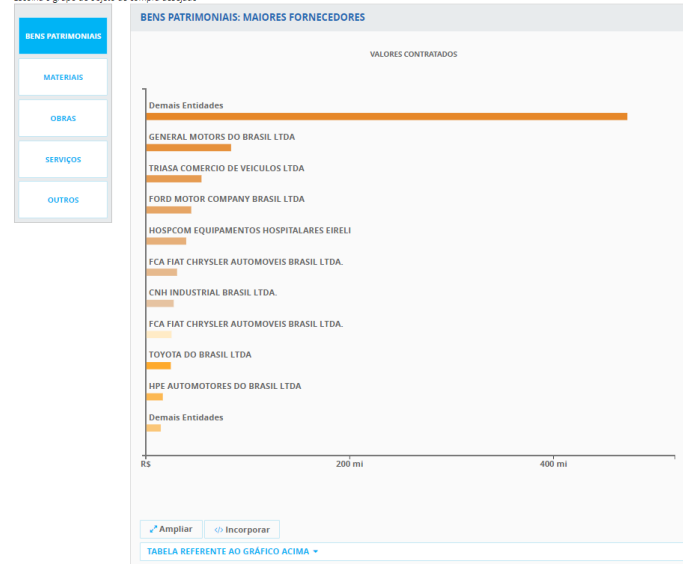 BENS PATRIMONIAIS
MATERIAIS
OBRAS
SERVIÇOS
OUTROS
BENS PATRIMONIAIS: MAIORES FORNECEDORES
VALORES CONTRATADOS
Demais Entidades
GENERAL MOTORS DO BRASIL LTDA
TRIASA COMERCIO DE VEICULOS LTDA
FORD MOTOR COMPANY BRASIL LTDA
HOSPCOM EQUIPAMENTOS HOSPITALARES EIRELI
FCA FIAT CHRYSLER AUTOMOVEIS BRASIL LTDA.
CNH INDUSTRIAL BRASIL LTDA.
FCA FIAT CHRYSLER AUTOMOVEIS BRASIL LTDA.
TOYOTA DO BRASIL LTDA
HPE AUTOMOTORES DO BRASIL LTDA
Demais Entidades
R$ 200 mi 400 mi
Ampliar </> Incorporar
TABELA REFERENTE AO GRÁFICO ACIMA